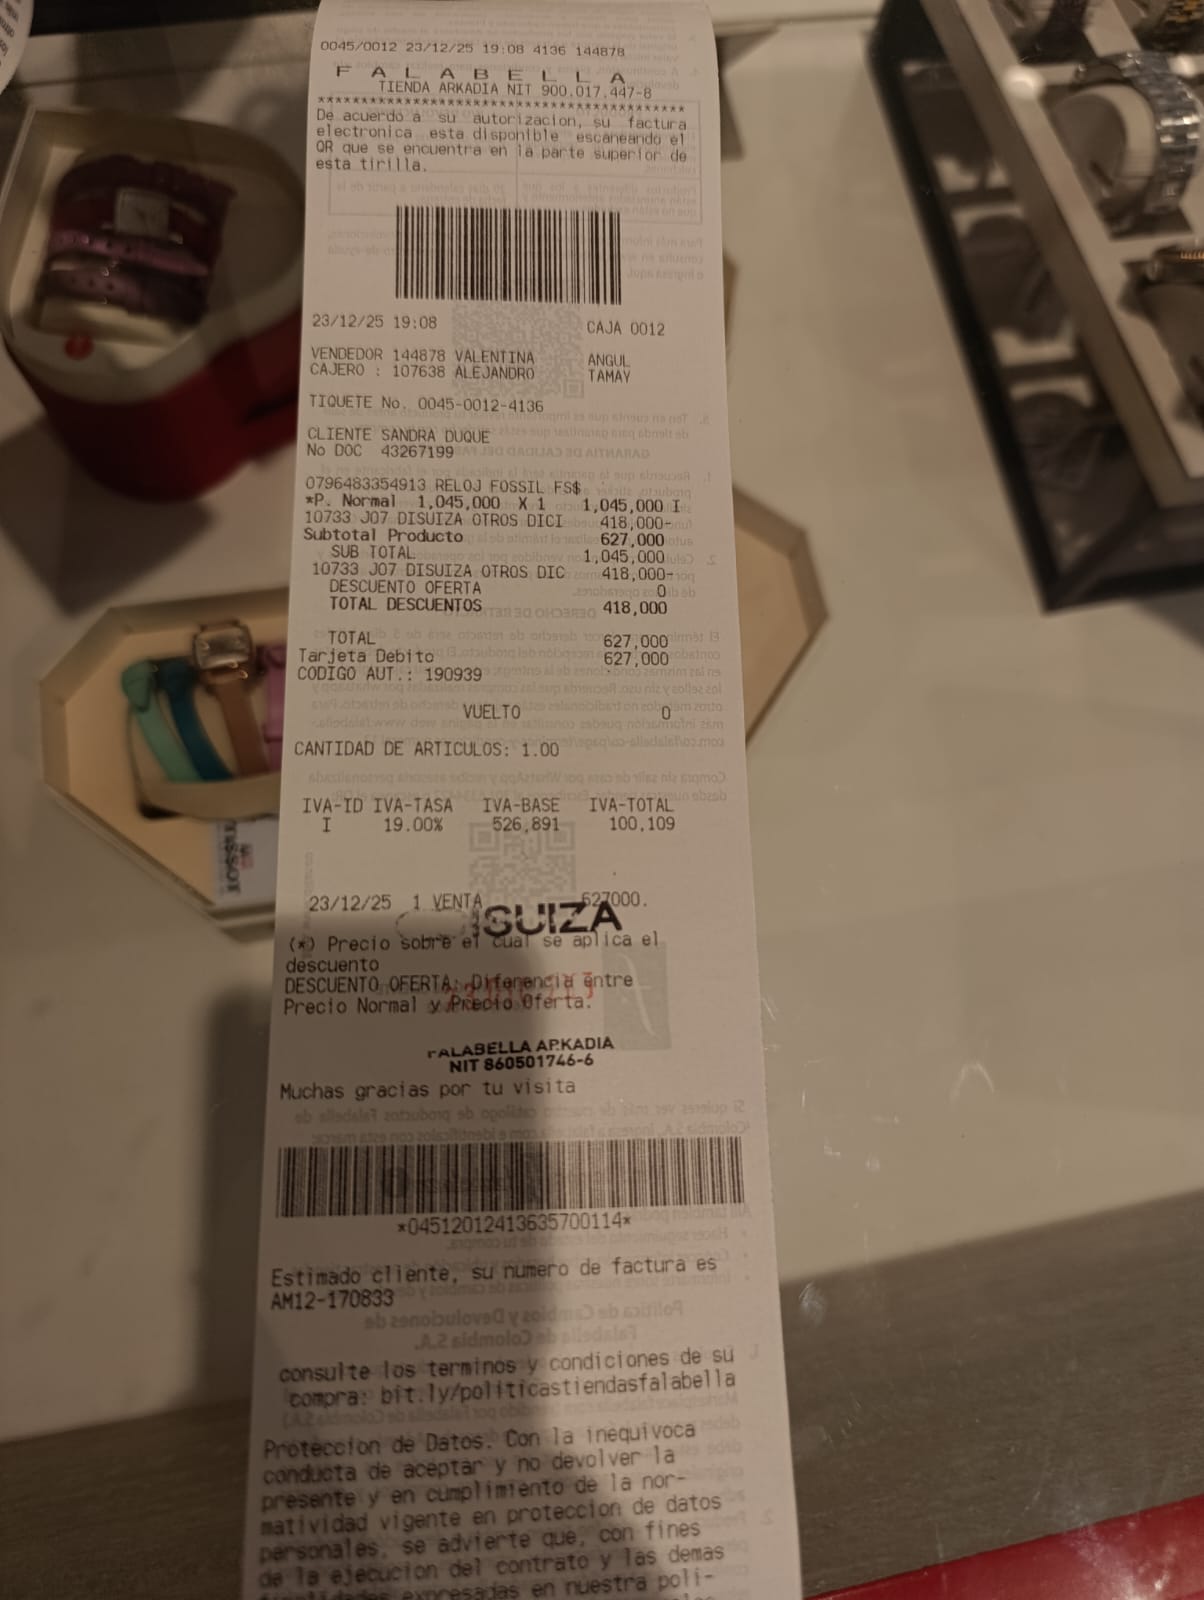 0045/0012 23/12/25 19:08 4136 144878
F A L A B E L L A
TIENDA ARKADIA NIT 900.017.447-8
******************************************
De acuerdo a su autorizacion, su factura
electronica esta disponible escaneando el
QR que se encuentra en la parte superior de
esta tirilla.
23/12/25 19:08 CAJA 0012
VENDEDOR 144878 VALENTINA ANGUL
CAJERO : 107638 ALEJANDRO TAMAY
TIQUETE No. 0045-0012-4136
CLIENTE SANDRA DUQUE
No DOC 43267199
0796483354913 RELOJ FOSSIL FS$
*P. Normal 1,045,000 X 1 1,045,000 I
10733 J07 DISUIZA OTROS DICI 418,000-
Subtotal Producto 627,000
SUB TOTAL 1,045,000
10733 J07 DISUIZA OTROS DIC 418,000-
DESCUENTO OFERTA 0
TOTAL DESCUENTOS 418,000
TOTAL 627,000
Tarjeta Debito 627,000
CODIGO AUT.: 190939
VUELTO 0
CANTIDAD DE ARTICULOS: 1.00
IVA-ID IVA-TASA IVA-BASE IVA-TOTAL
I 19.00% 526,891 100,109
23/12/25 1 VENTA 627000.
SUIZA
(*) Precio sobre el cual se aplica el
descuento
DESCUENTO OFERTA: Diferencia entre
Precio Normal y Precio Oferta.
FALABELLA ARKADIA
NIT 860501746-6
Muchas gracias por tu visita
*04512012413635700114*
Estimado cliente, su numero de factura es
AM12-170833
consulte los terminos y condiciones de su
compra: bit.ly/politicastiendasfalabella
Proteccion de Datos. Con la inequivoca
conducta de aceptar y no devolver la
presente y en cumplimiento de la nor-
matividad vigente en proteccion de datos
personales, se advierte que, con fines
de la ejecucion del contrato y las demas
expresadas en nuestra poli-
TISSOT